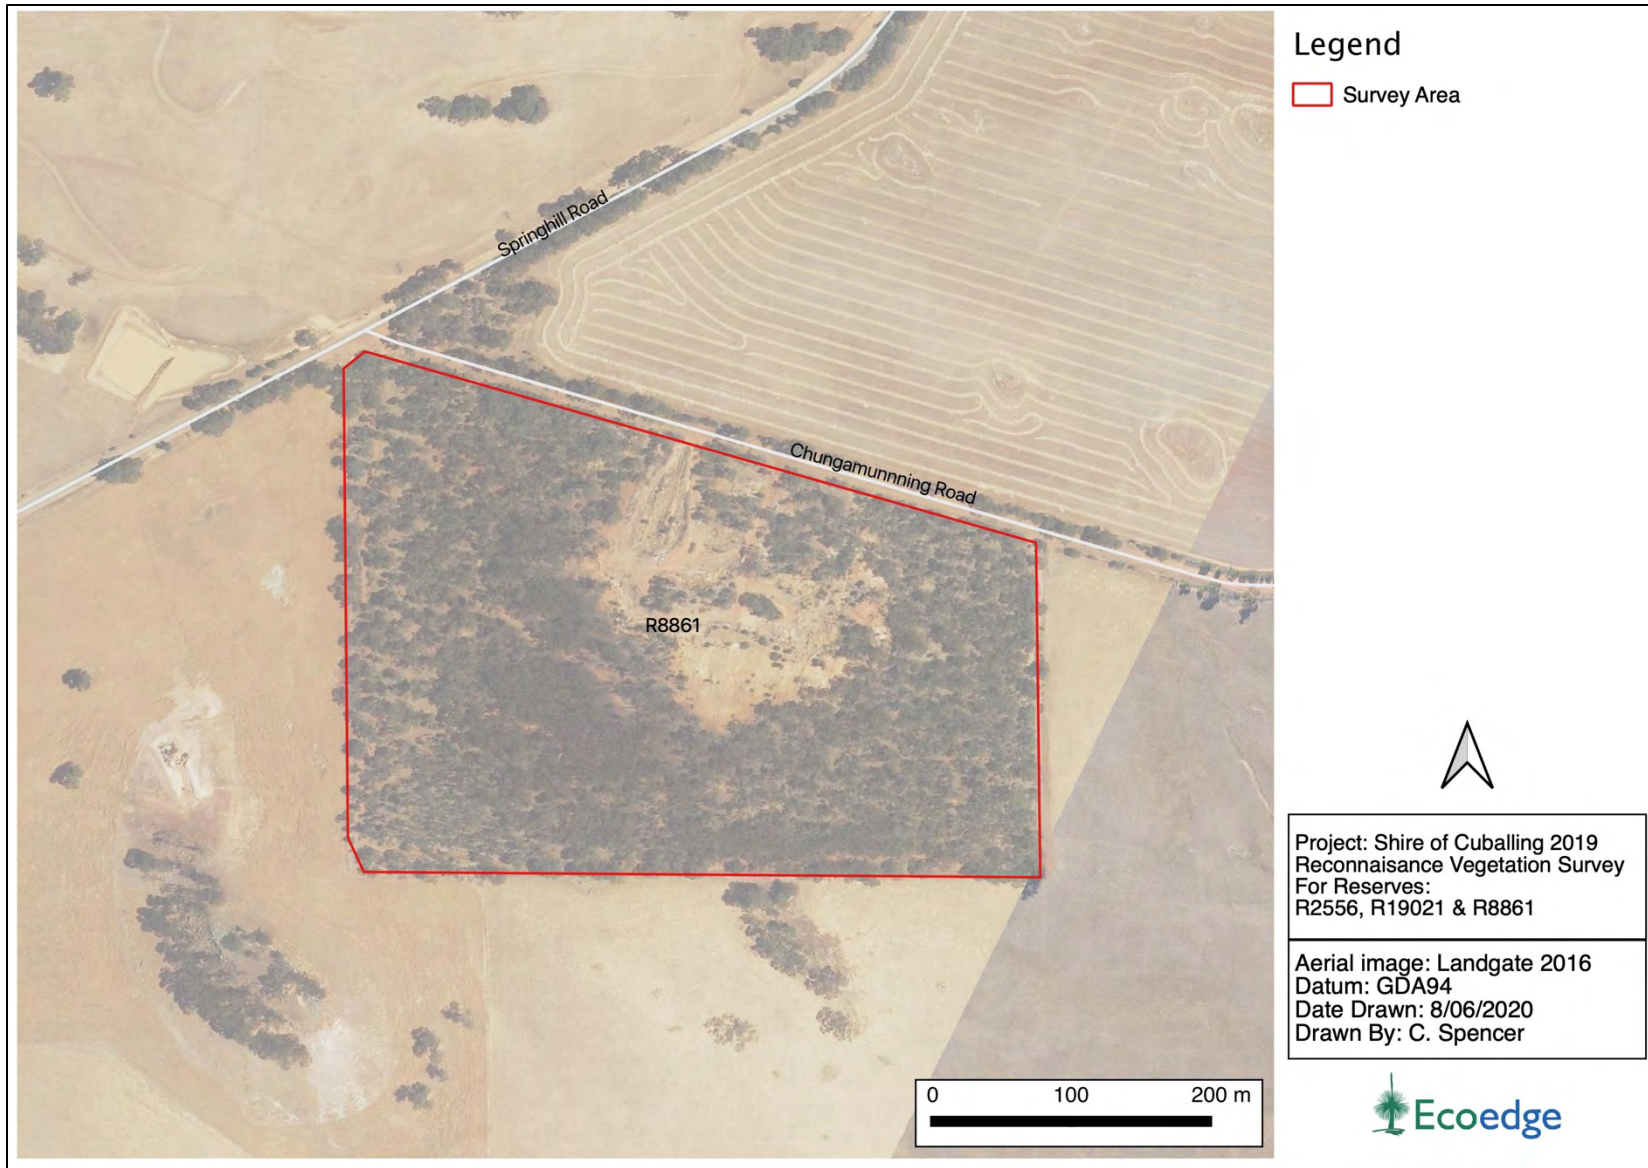 Legend
Survey Area
Springhill Road
Chungamunnning Road
R8861
Project: Shire of Cuballing 2019
Reconnaisance Vegetation Survey
For Reserves:
R2556, R19021 & R8861
Aerial image: Landgate 2016
Datum: GDA94
Date Drawn: 8/06/2020
Drawn By: C. Spencer
0 100 200 m
Ecoedge